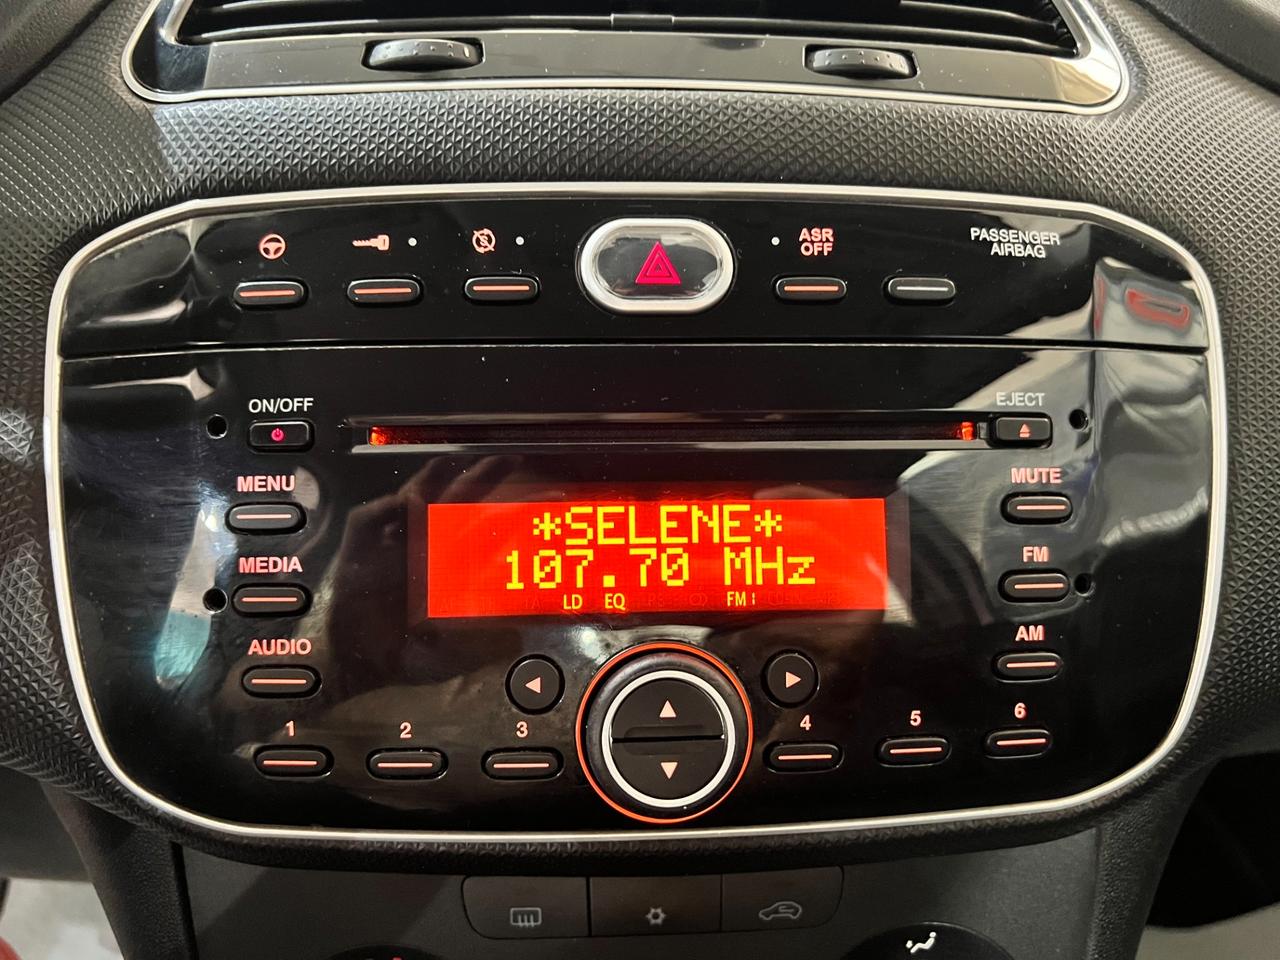 ASR
OFF
PASSENGER
AIRBAG
ON/OFF
EJECT
MENU
MUTE
*SELENE*
107.70 MHz
LD EQ FM
MEDIA
FM
AUDIO
AM
1 2 3 4 5 6